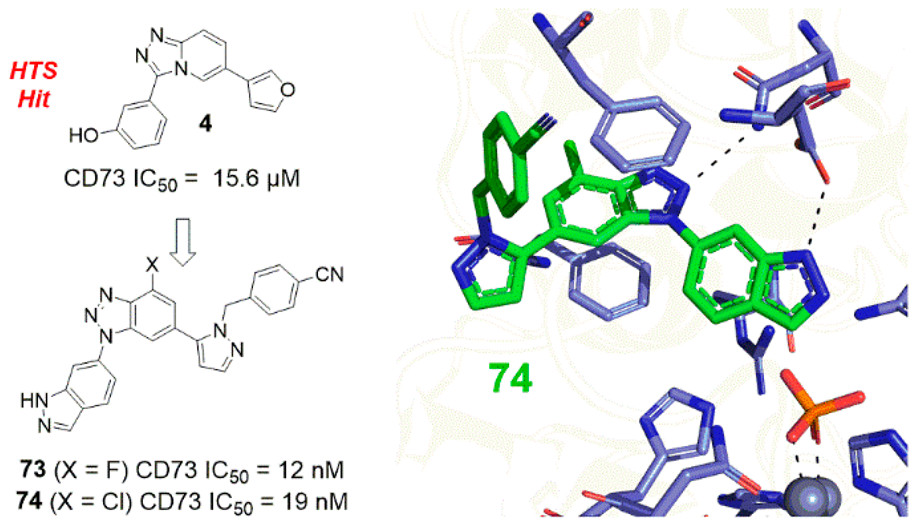 HTS
Hit
N
N
N
O
HO
4
CD73 IC50 = 15.6 μM
X
CN
N
N
N
N
N
HN
N
73 (X = F) CD73 IC50 = 12 nM
74 (X = Cl) CD73 IC50 = 19 nM
74